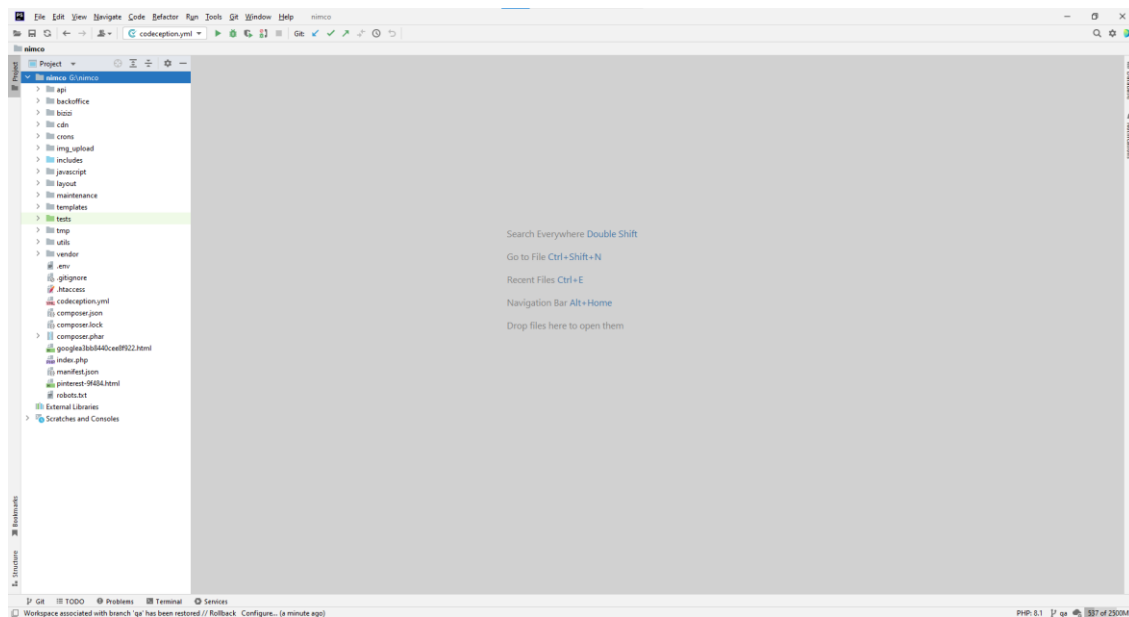 PS File Edit View Navigate Code Refactor Run Tools Git Window Help nimco
codeception.yml Git:
nimco
Project
nimco G:\nimco
api
backoffice
bizizi
cdn
crons
img_upload
includes
javascript
layout
maintenance
templates
tests
tmp
utils
vendor
.env
.gitignore
.htaccess
codeception.yml
composer.json
composer.lock
composer.phar
index.php
manifest.json
pinterest-9f484.html
robots.txt
External Libraries
Scratches and Consoles
Project
Bookmarks
Structure
Search Everywhere Double Shift
Go to File Ctrl+Shift+N
Recent Files Ctrl+E
Navigation Bar Alt+Home
Drop files here to open them
Git TODO Problems Terminal Services
Workspace associated with branch 'qa' has been restored // Rollback Configure... (a minute ago) PHP: 8.1 qa 537 of 2500M